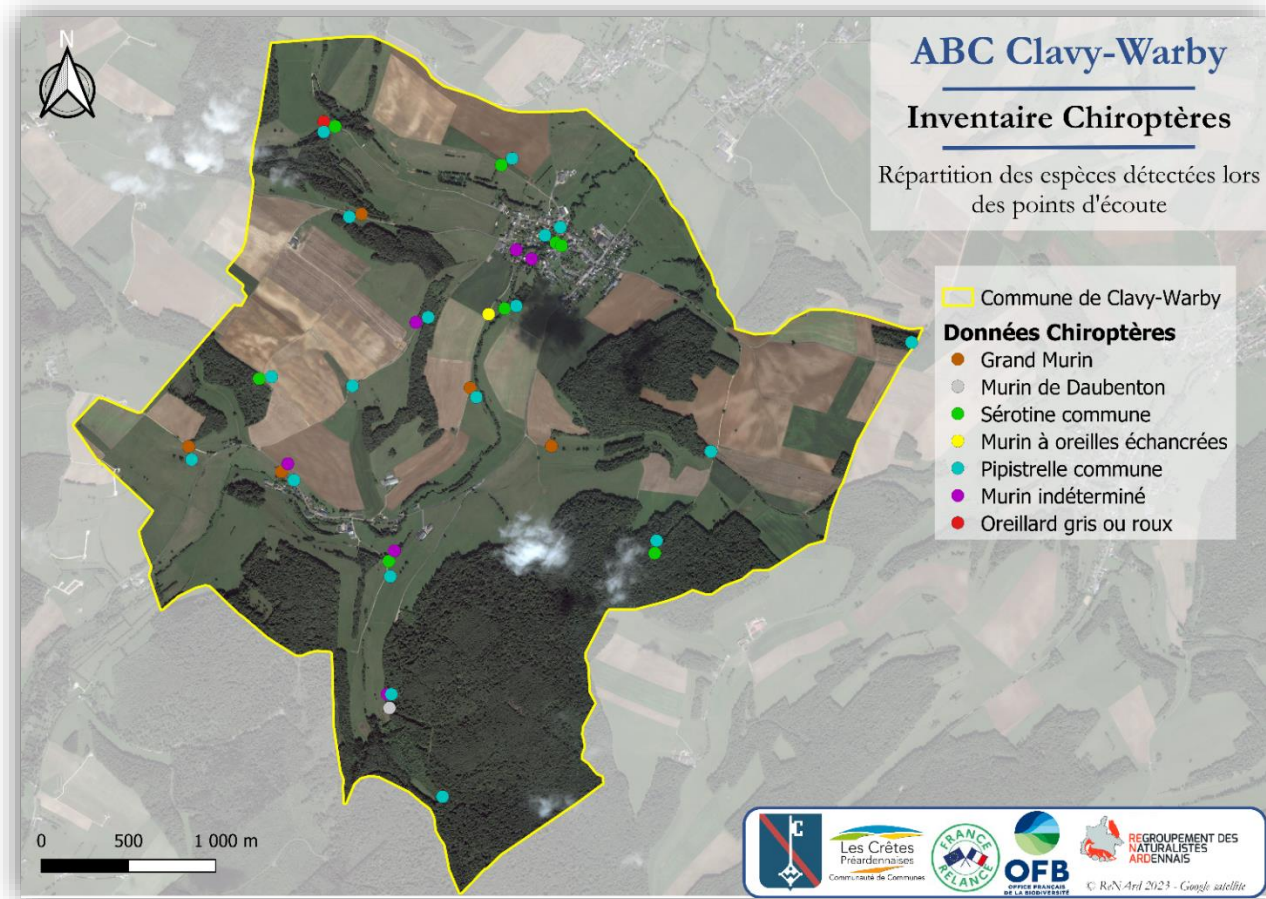 N
ABC Clavy-Warby
Inventaire Chiroptères
Répartition des espèces détectées lors
des points d'écoute
Commune de Clavy-Warby
Données Chiroptères
Grand Murin
Murin de Daubenton
Sérotine commune
Murin à oreilles échancrées
Pipistrelle commune
Murin indéterminé
Oreillard gris ou roux
0 500 1 000 m
C
Les Crêtes
Préardennaises
Communauté de Communes
FRANCE
RELANCE
OFB
OFFICE FRANÇAIS
DE LA BIODIVERSITÉ
REGROUPEMENT DES
NATURALISTES
ARDENNAIS
© ReNArd 2023 - Google satellite